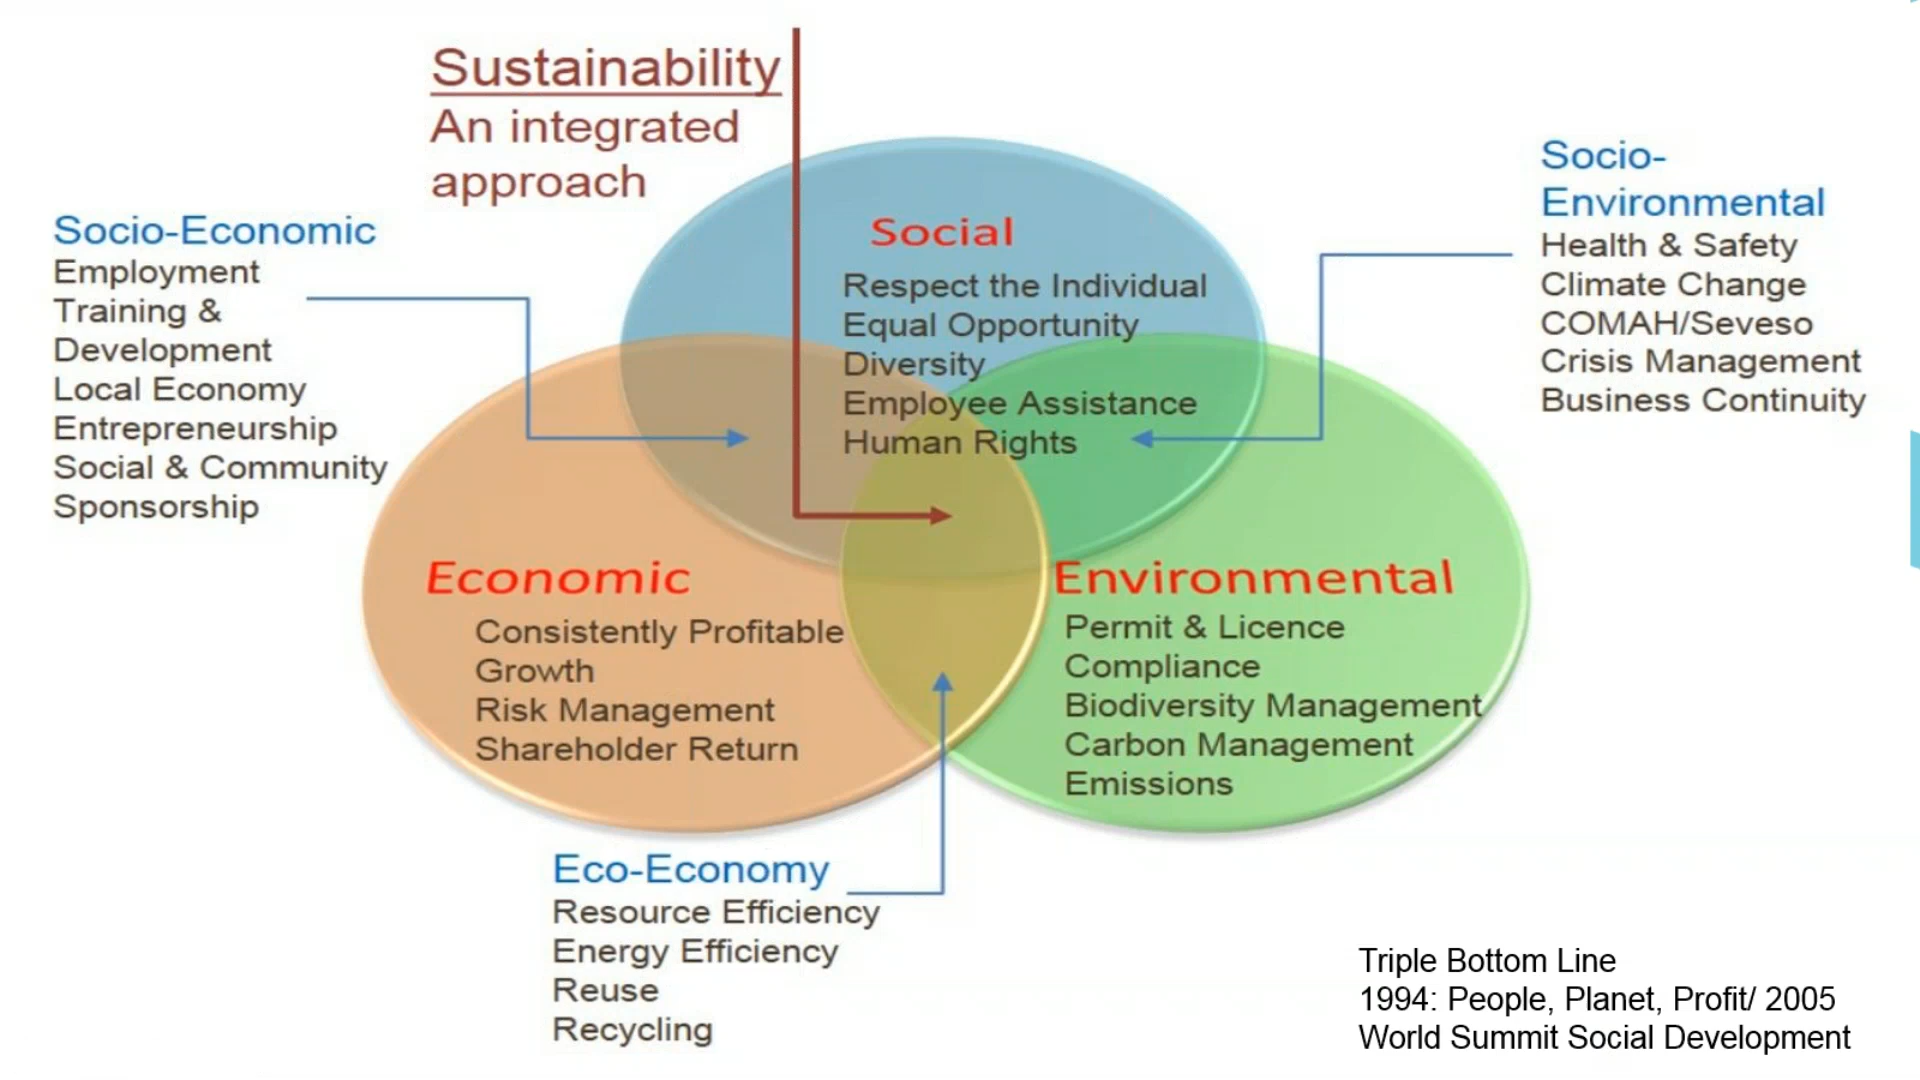 Sustainability
An integrated
approach
Socio-Economic
Employment
Training &
Development
Local Economy
Entrepreneurship
Social & Community
Sponsorship
Social
Respect the Individual
Equal Opportunity
Diversity
Employee Assistance
Human Rights
Socio-
Environmental
Health & Safety
Climate Change
COMAH/Seveso
Crisis Management
Business Continuity
Economic
Consistently Profitable
Growth
Risk Management
Shareholder Return
Environmental
Permit & Licence
Compliance
Biodiversity Management
Carbon Management
Emissions
Eco-Economy
Resource Efficiency
Energy Efficiency
Reuse
Recycling
Triple Bottom Line
1994: People, Planet, Profit/ 2005
World Summit Social Development